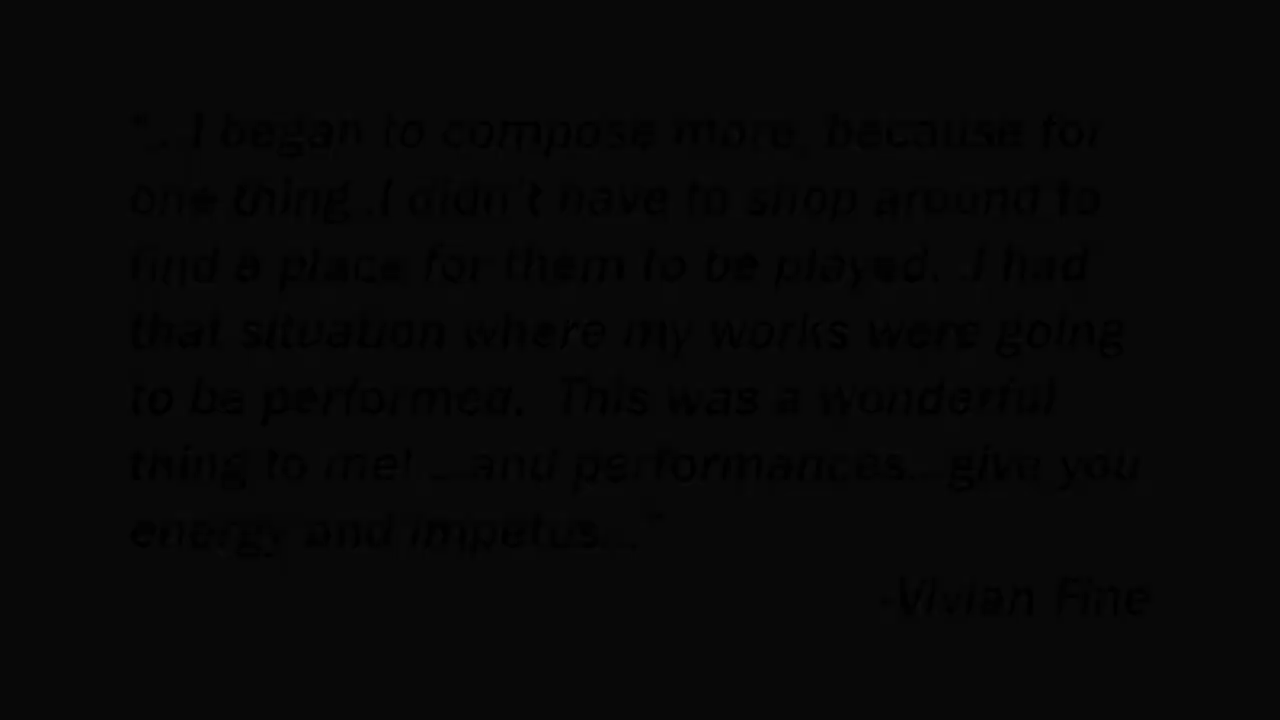 "...I began to compose more, because for
one thing..I didn't have to shop around to
find a place for them to be played. .I had
that situation where my works were going
to be performed. This was a wonderful
thing to me! ...and performances...give you
energy and impetus..."
-Vivian Fine